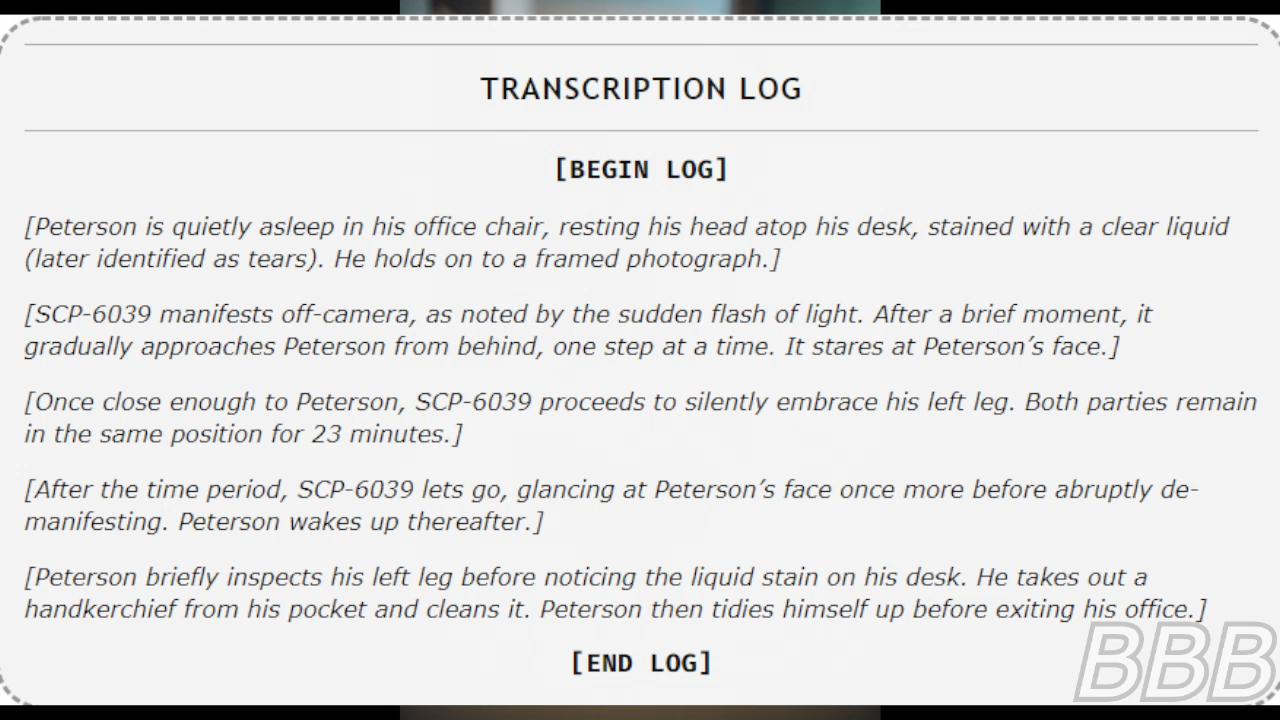 TRANSCRIPTION LOG
[BEGIN LOG]
[Peterson is quietly asleep in his office chair, resting his head atop his desk, stained with a clear liquid
(later identified as tears). He holds on to a framed photograph.]
[SCP-6039 manifests off-camera, as noted by the sudden flash of light. After a brief moment, it
gradually approaches Peterson from behind, one step at a time. It stares at Peterson’s face.]
[Once close enough to Peterson, SCP-6039 proceeds to silently embrace his left leg. Both parties remain
in the same position for 23 minutes.]
[After the time period, SCP-6039 lets go, glancing at Peterson’s face once more before abruptly de-
manifesting. Peterson wakes up thereafter.]
[Peterson briefly inspects his left leg before noticing the liquid stain on his desk. He takes out a
handkerchief from his pocket and cleans it. Peterson then tidies himself up before exiting his office.]
[END LOG]
BBB